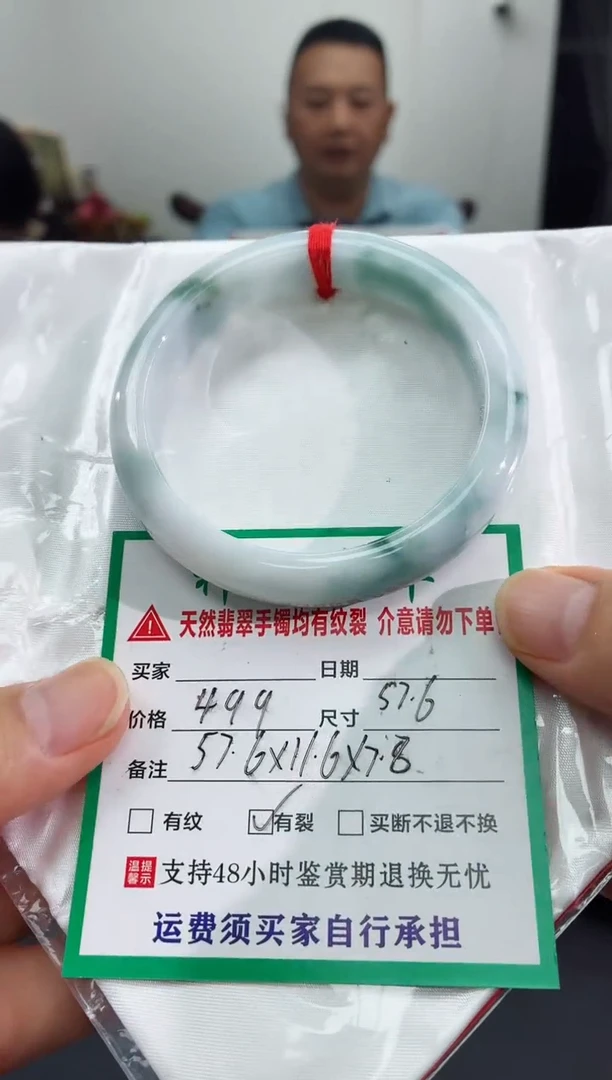 天然翡翠手镯均有纹裂 介意请勿下单
买家 日期
价格 499 尺寸 57.6
备注 57.6X11.6X7.8
有纹 有裂 买断不退不换
温馨提示 支持48小时鉴赏期退换无忧
运费须买家自行承担